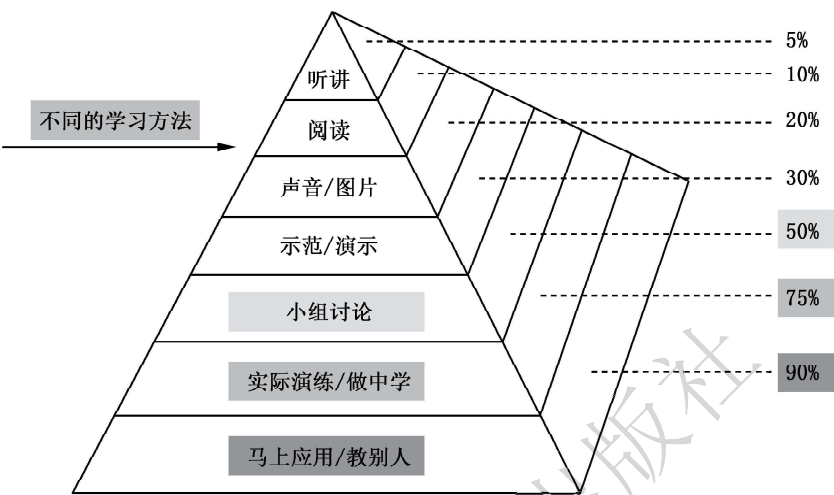 听讲
5%
10%
不同的学习方法
阅读
20%
声音/图片
30%
示范/演示
50%
小组讨论
75%
实际演练/做中学
90%
马上应用/教别人
版社